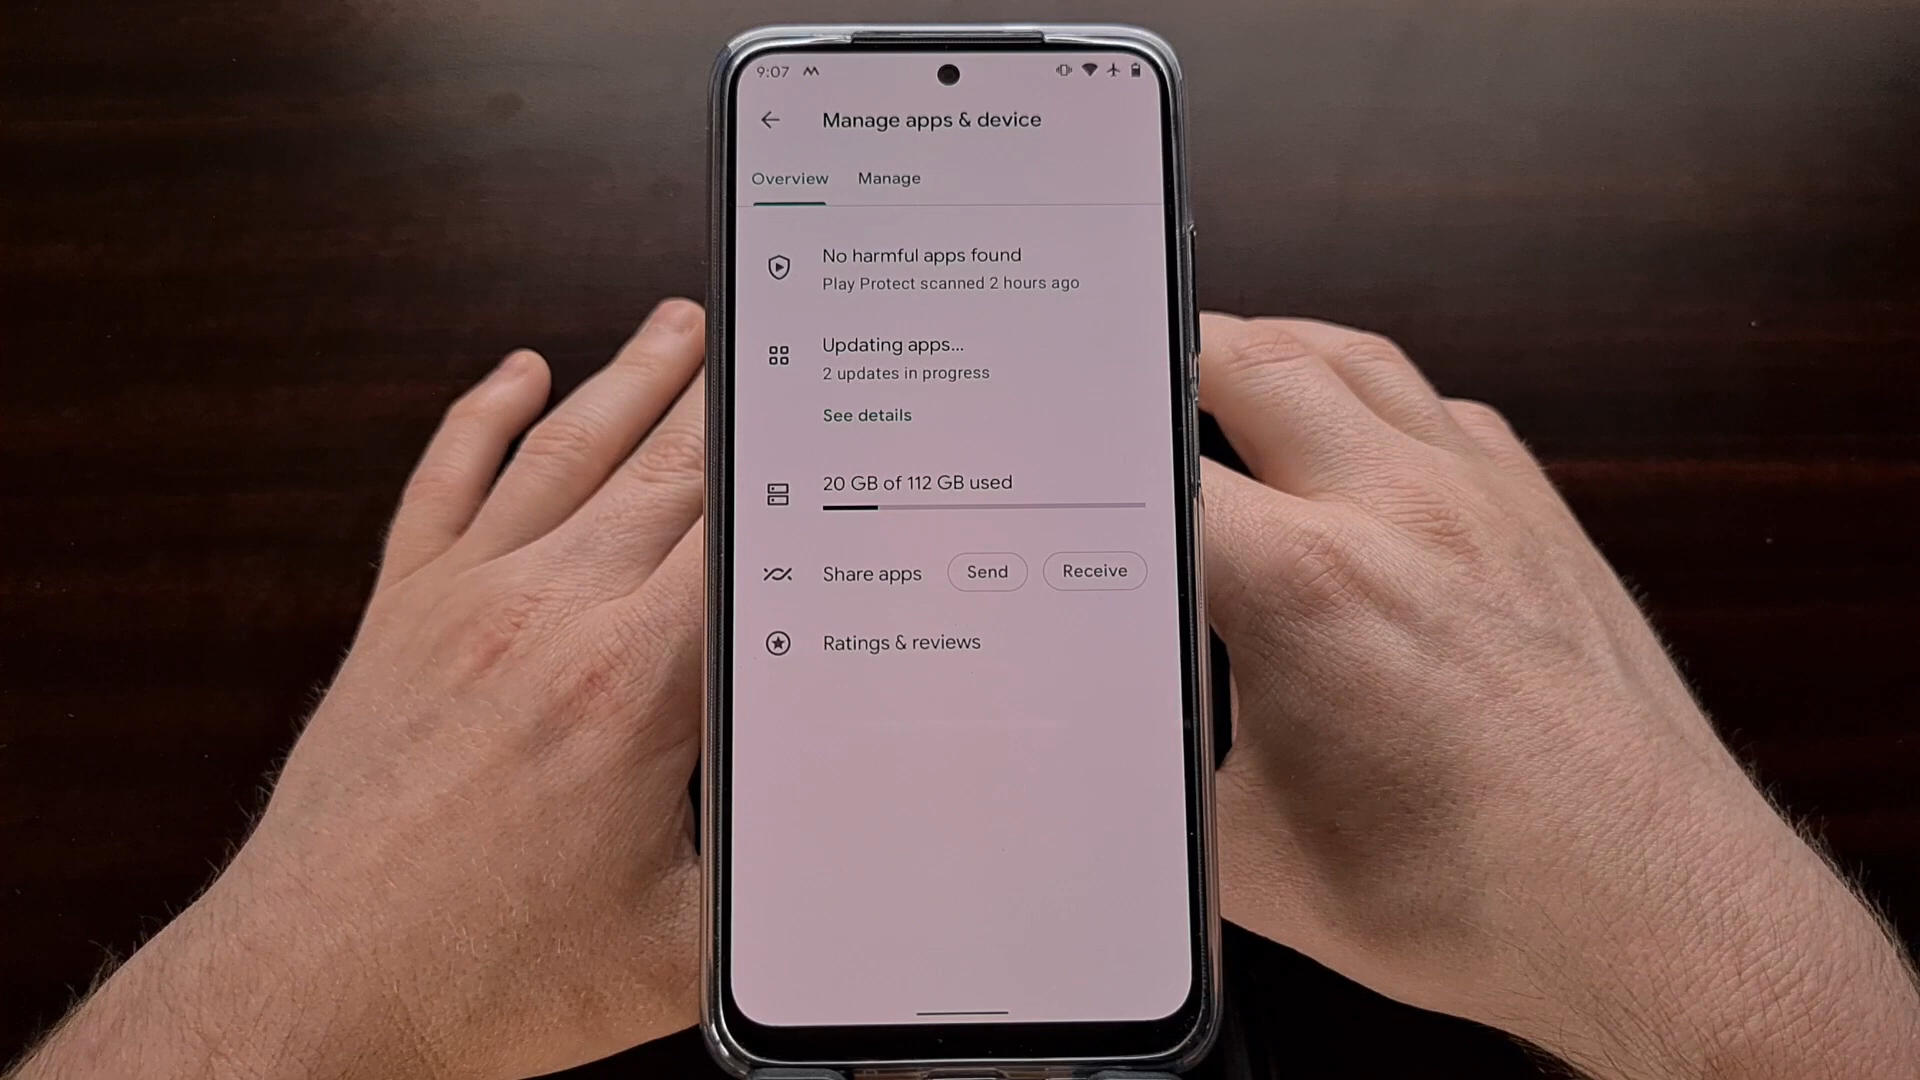 9:07
Manage apps & device
Overview Manage
No harmful apps found
Play Protect scanned 2 hours ago
Updating apps...
2 updates in progress
See details
20 GB of 112 GB used
Share apps Send Receive
Ratings & reviews